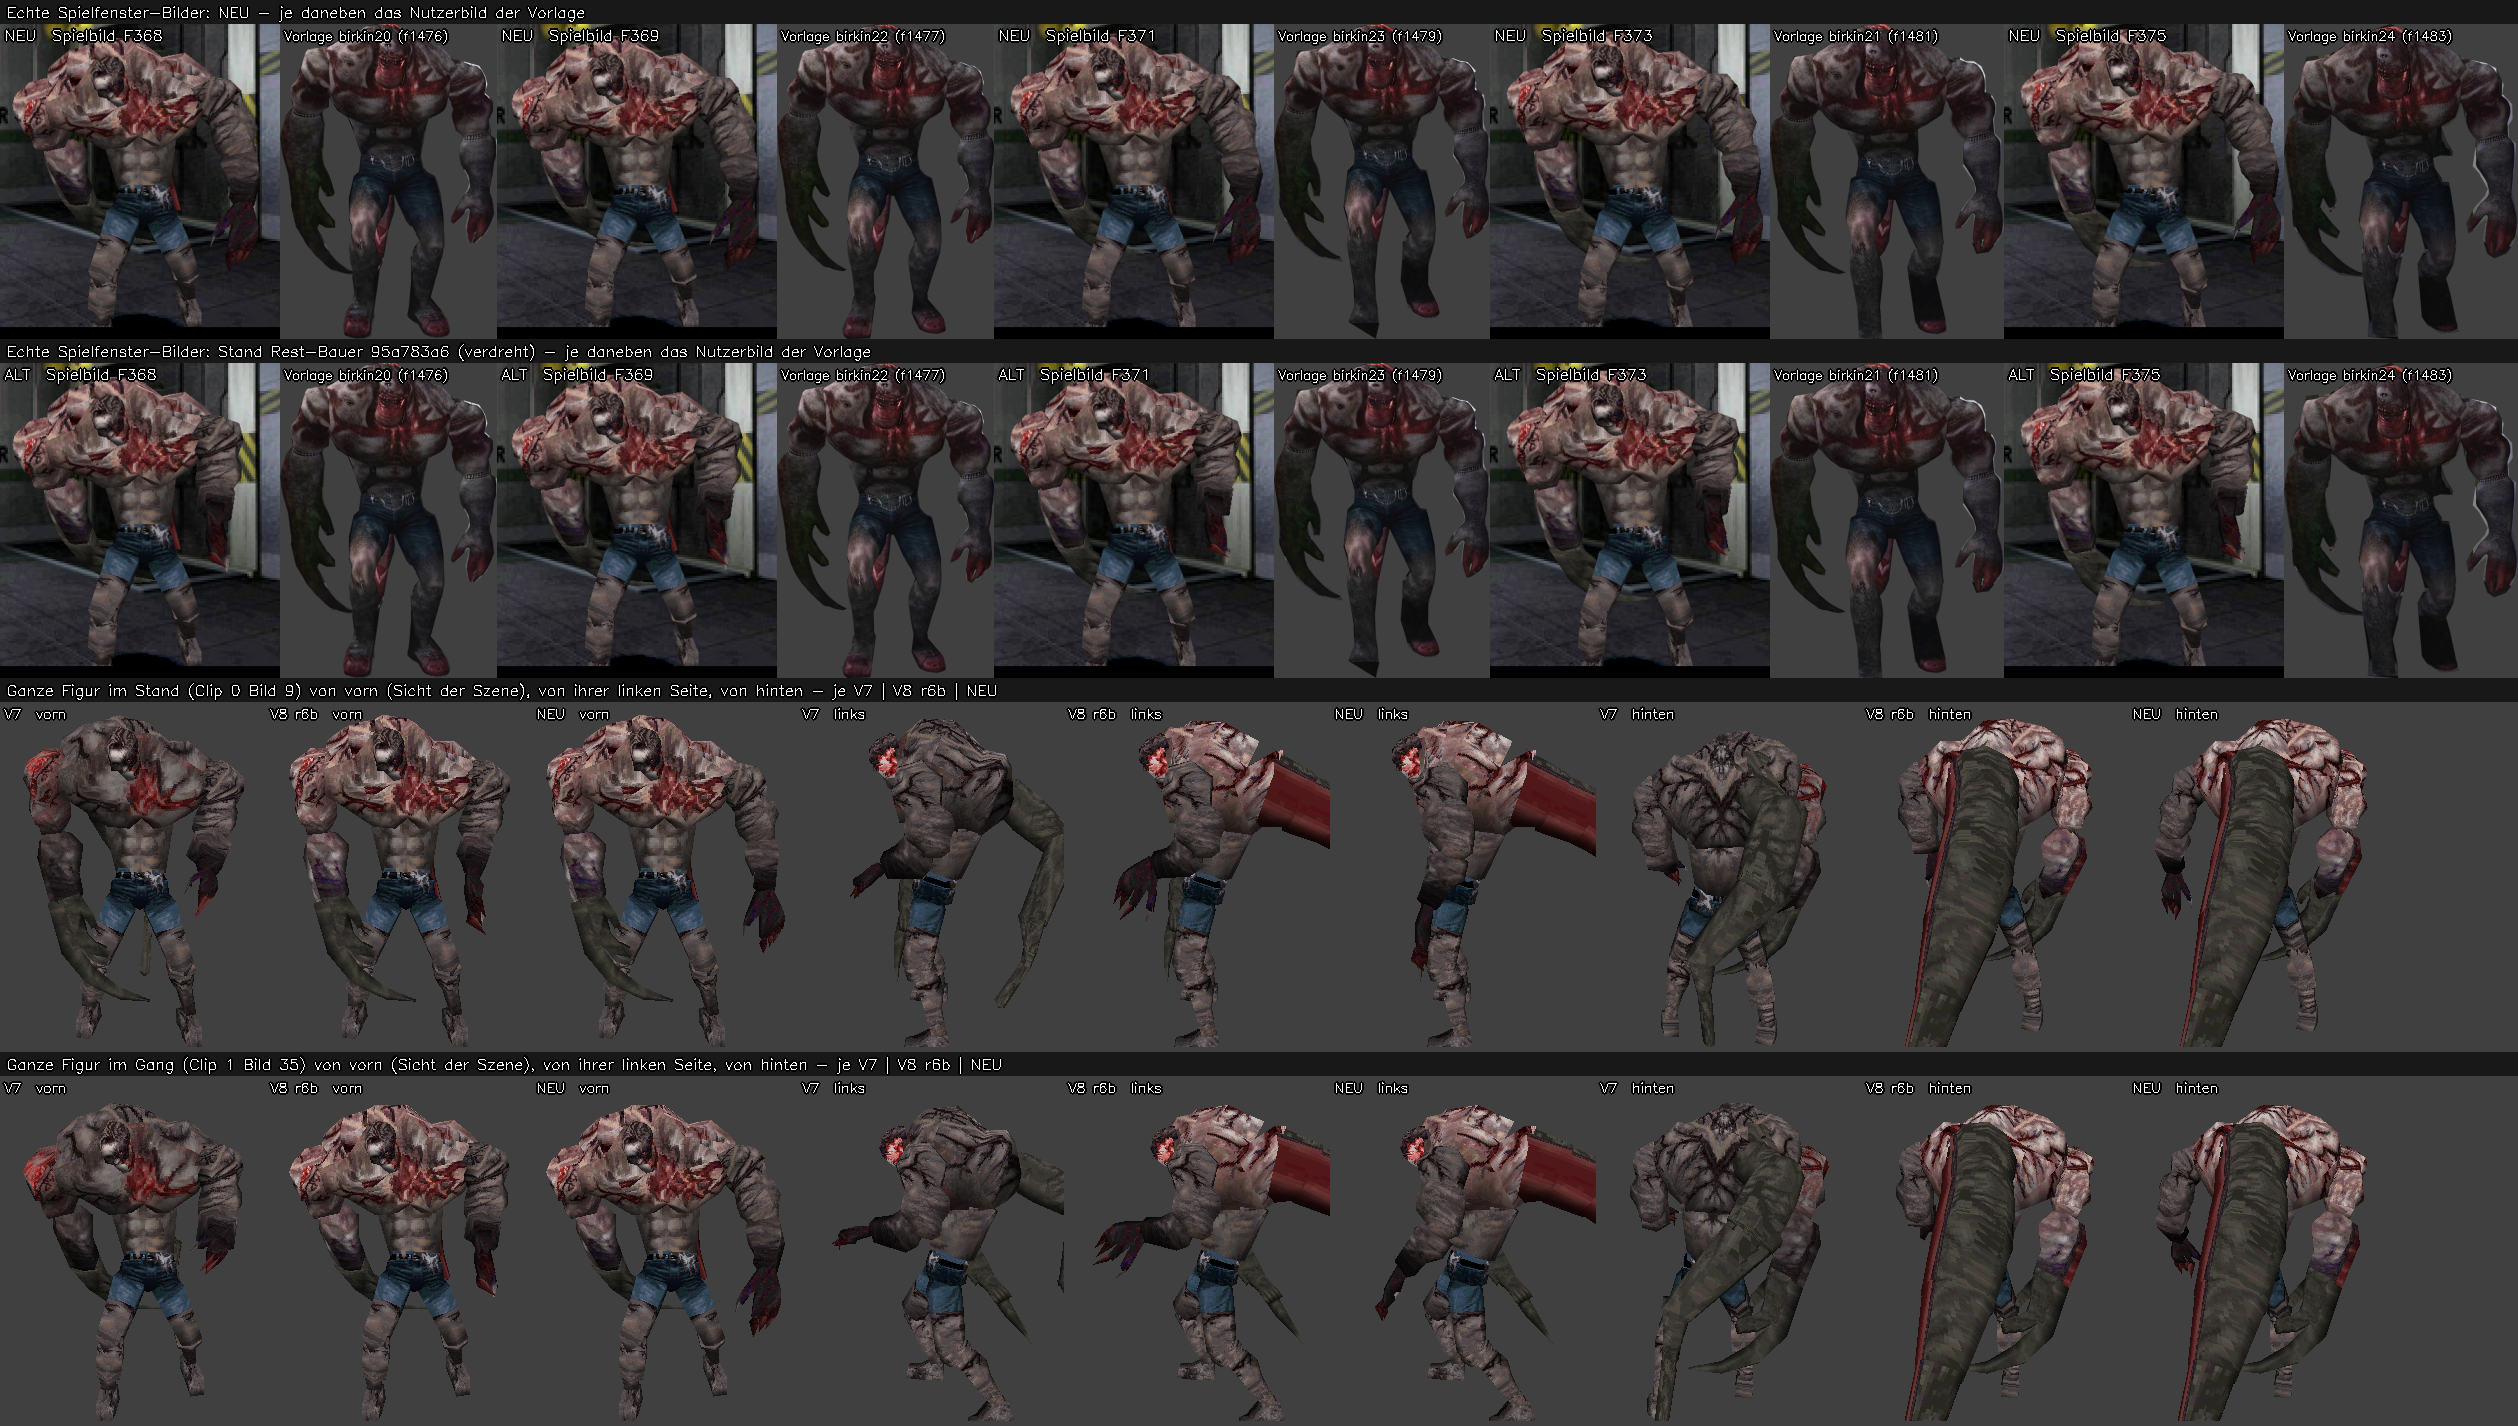 Echte Spielfenster-Bilder: NEU - je daneben das Nutzerbild der Vorlage
NEU Spielbild F368
Vorlage birkin20 (f1476)
NEU Spielbild F369
Vorlage birkin22 (f1477)
NEU Spielbild F371
Vorlage birkin23 (f1479)
NEU Spielbild F373
Vorlage birkin21 (f1481)
NEU Spielbild F375
Vorlage birkin24 (f1483)
Echte Spielfenster-Bilder: Stand Rest-Bauer 95a783a6 (verdreht) - je daneben das Nutzerbild der Vorlage
ALT Spielbild F368
Vorlage birkin20 (f1476)
ALT Spielbild F369
Vorlage birkin22 (f1477)
ALT Spielbild F371
Vorlage birkin23 (f1479)
ALT Spielbild F373
Vorlage birkin21 (f1481)
ALT Spielbild F375
Vorlage birkin24 (f1483)
Ganze Figur im Stand (Clip 0 Bild 9) von vorn (Sicht der Szene), von ihrer linken Seite, von hinten - je V7 | V8 r6b | NEU
V7 vorn
V8 r6b vorn
NEU vorn
V7 links
V8 r6b links
NEU links
V7 hinten
V8 r6b hinten
NEU hinten
Ganze Figur im Gang (Clip 1 Bild 35) von vorn (Sicht der Szene), von ihrer linken Seite, von hinten - je V7 | V8 r6b | NEU
V7 vorn
V8 r6b vorn
NEU vorn
V7 links
V8 r6b links
NEU links
V7 hinten
V8 r6b hinten
NEU hinten